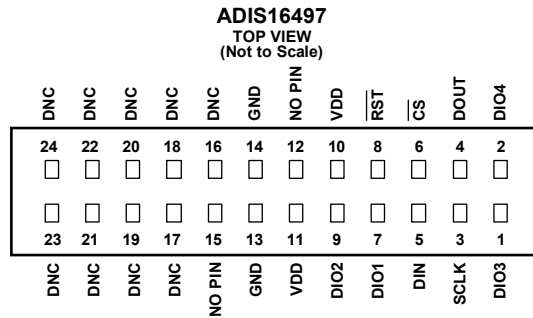 ADIS16497
TOP VIEW
(Not to Scale)
DNC DNC DNC DNC DNC GND NO PIN VDD RST CS DOUT DIO4
24 22 20 18 16 14 12 10 8 6 4 2
23 21 19 17 15 13 11 9 7 5 3 1
DNC DNC DNC DNC NO PIN GND VDD DIO2 DIO1 DIN SCLK DIO3